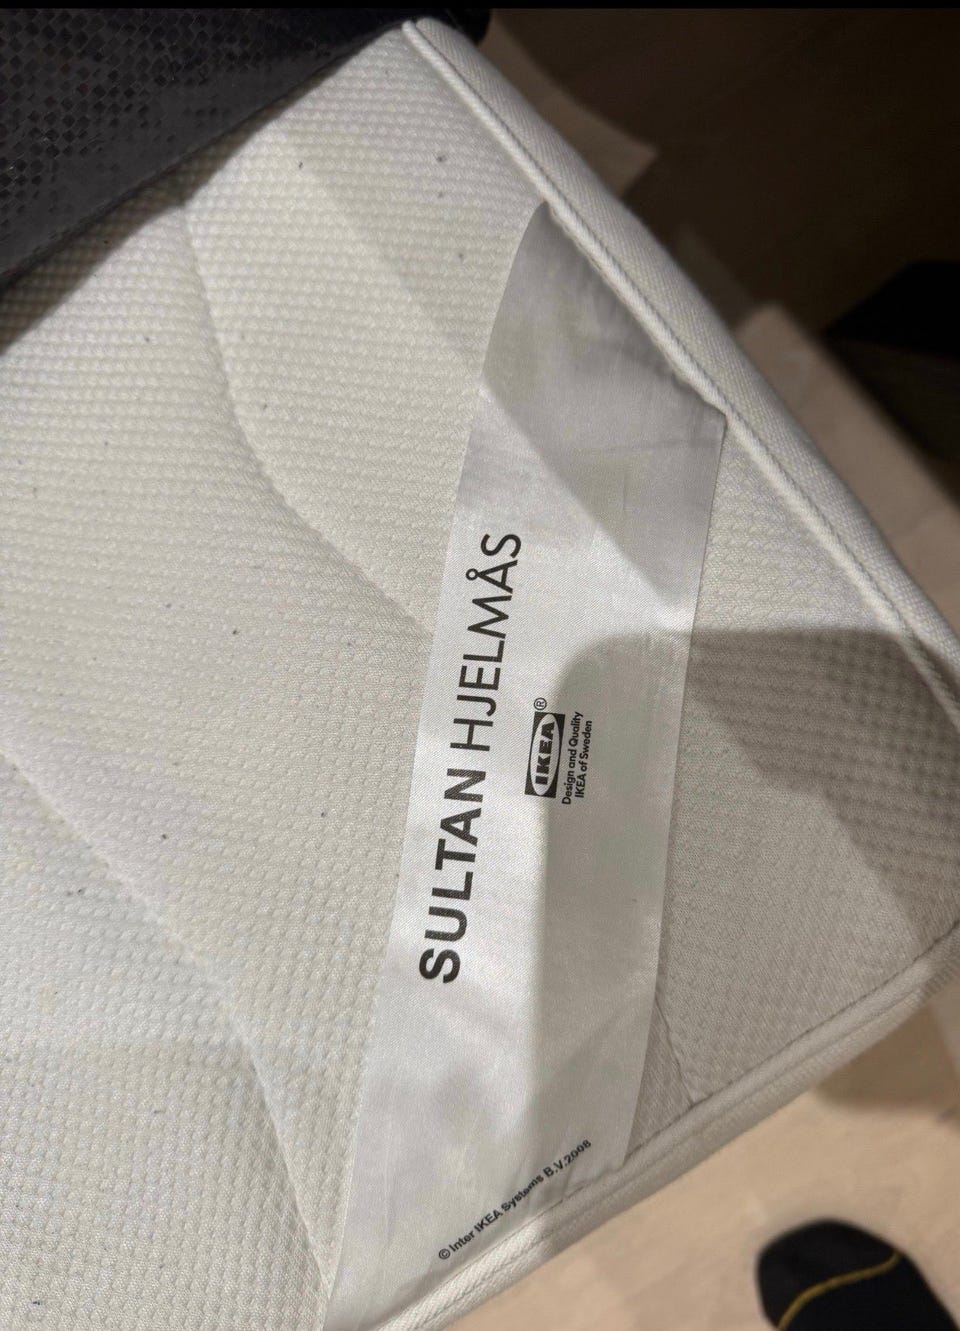 SULTAN HJELMÅS
IKEA®
Design and Quality
IKEA of Sweden
© Inter IKEA Systems B.V.2008